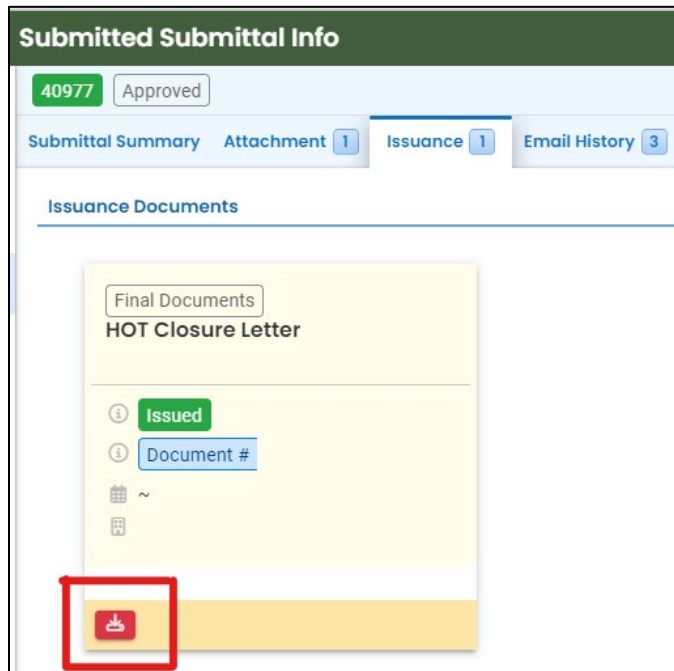 Submitted Submittal Info
40977 Approved
Submittal Summary Attachment 1 Issuance 1 Email History 3
Issuance Documents
Final Documents
HOT Closure Letter
Issued
Document #
~